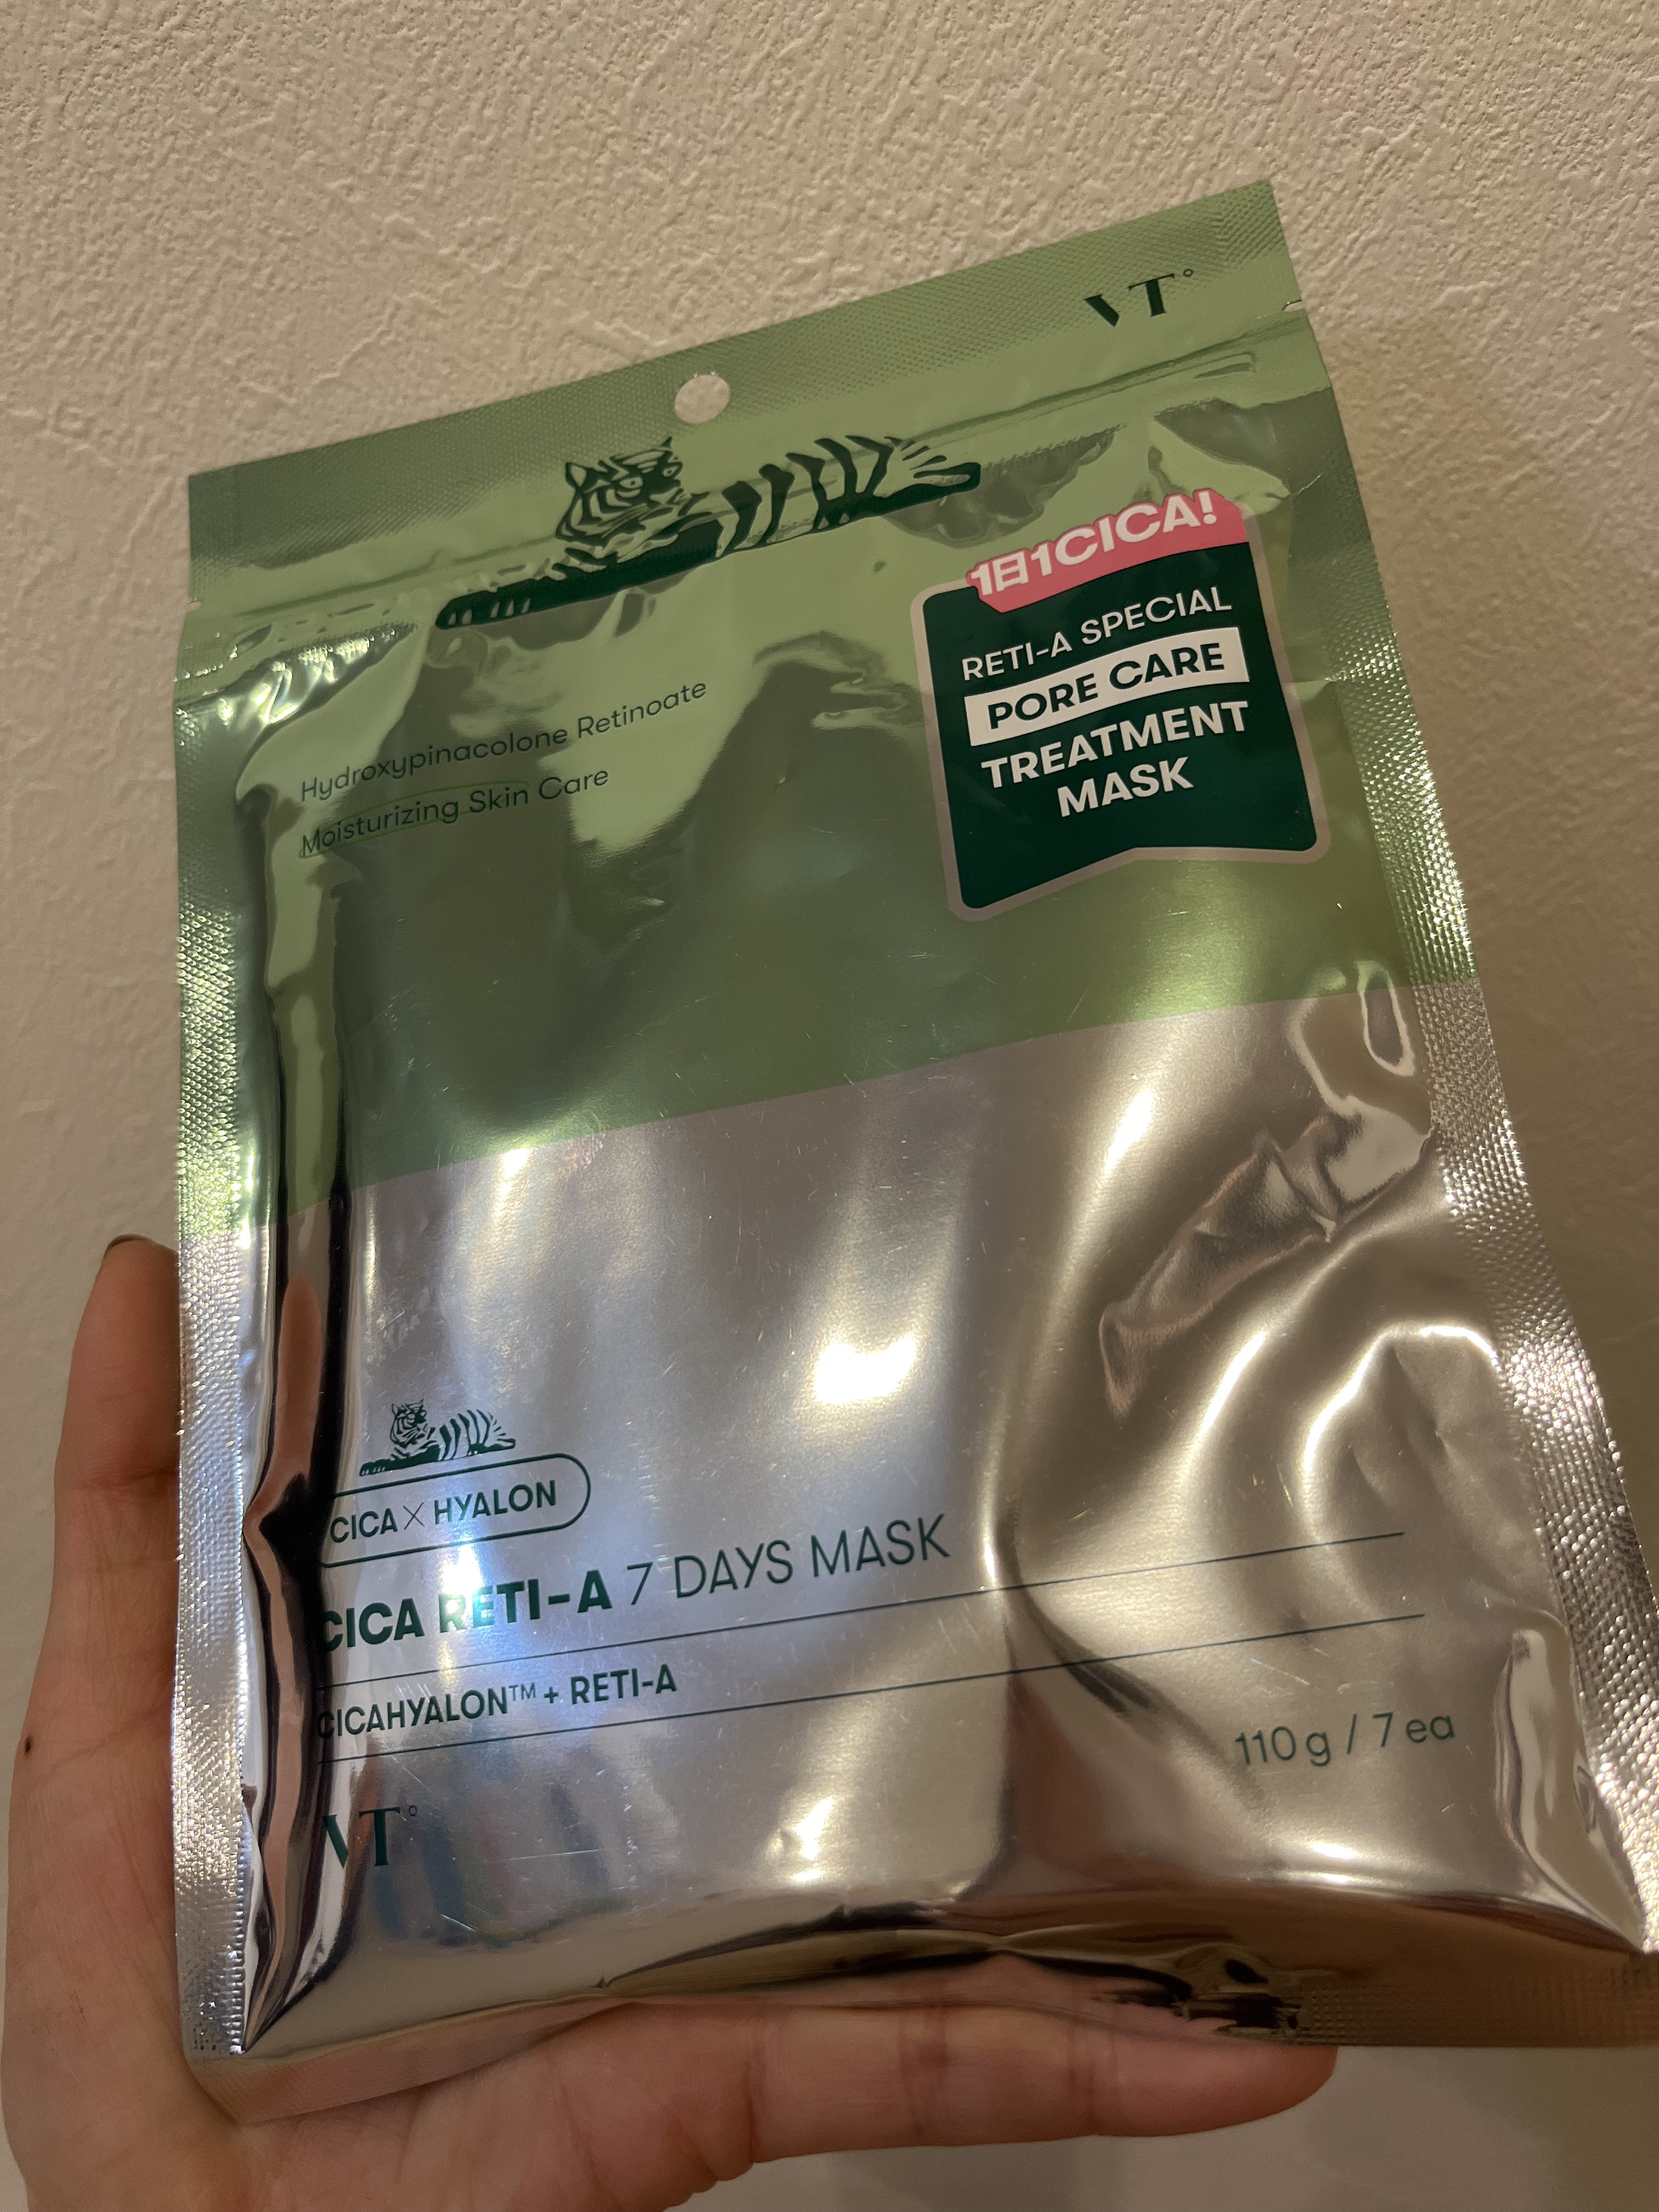 VT°
1日1CICA!
RETI-A SPECIAL
PORE CARE
TREATMENT
MASK
Hydroxypinacolone Retinoate
Moisturizing Skin Care
CICA × HYALON
CICA RETI-A 7 DAYS MASK
CICAHYALON™ + RETI-A
110 g / 7 ea
VT°